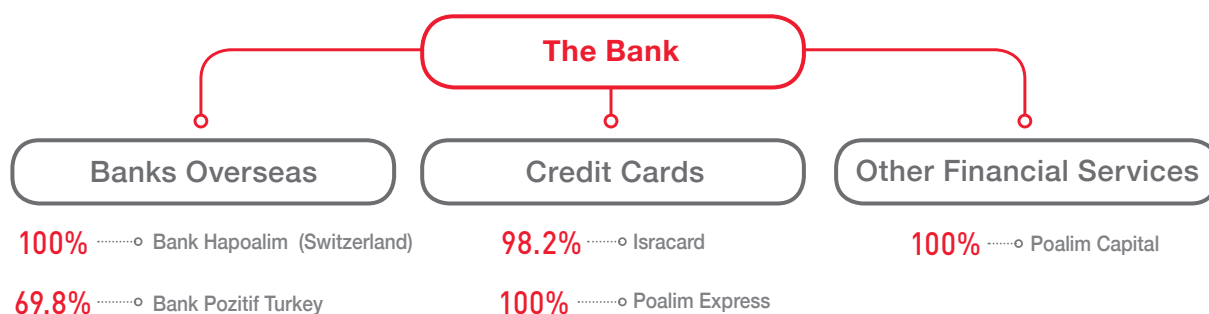 The Bank
Banks Overseas
Credit Cards
Other Financial Services
100% Bank Hapoalim (Switzerland)
98.2% Isracard
100% Poalim Capital
69.8% Bank Pozitif Turkey
100% Poalim Express